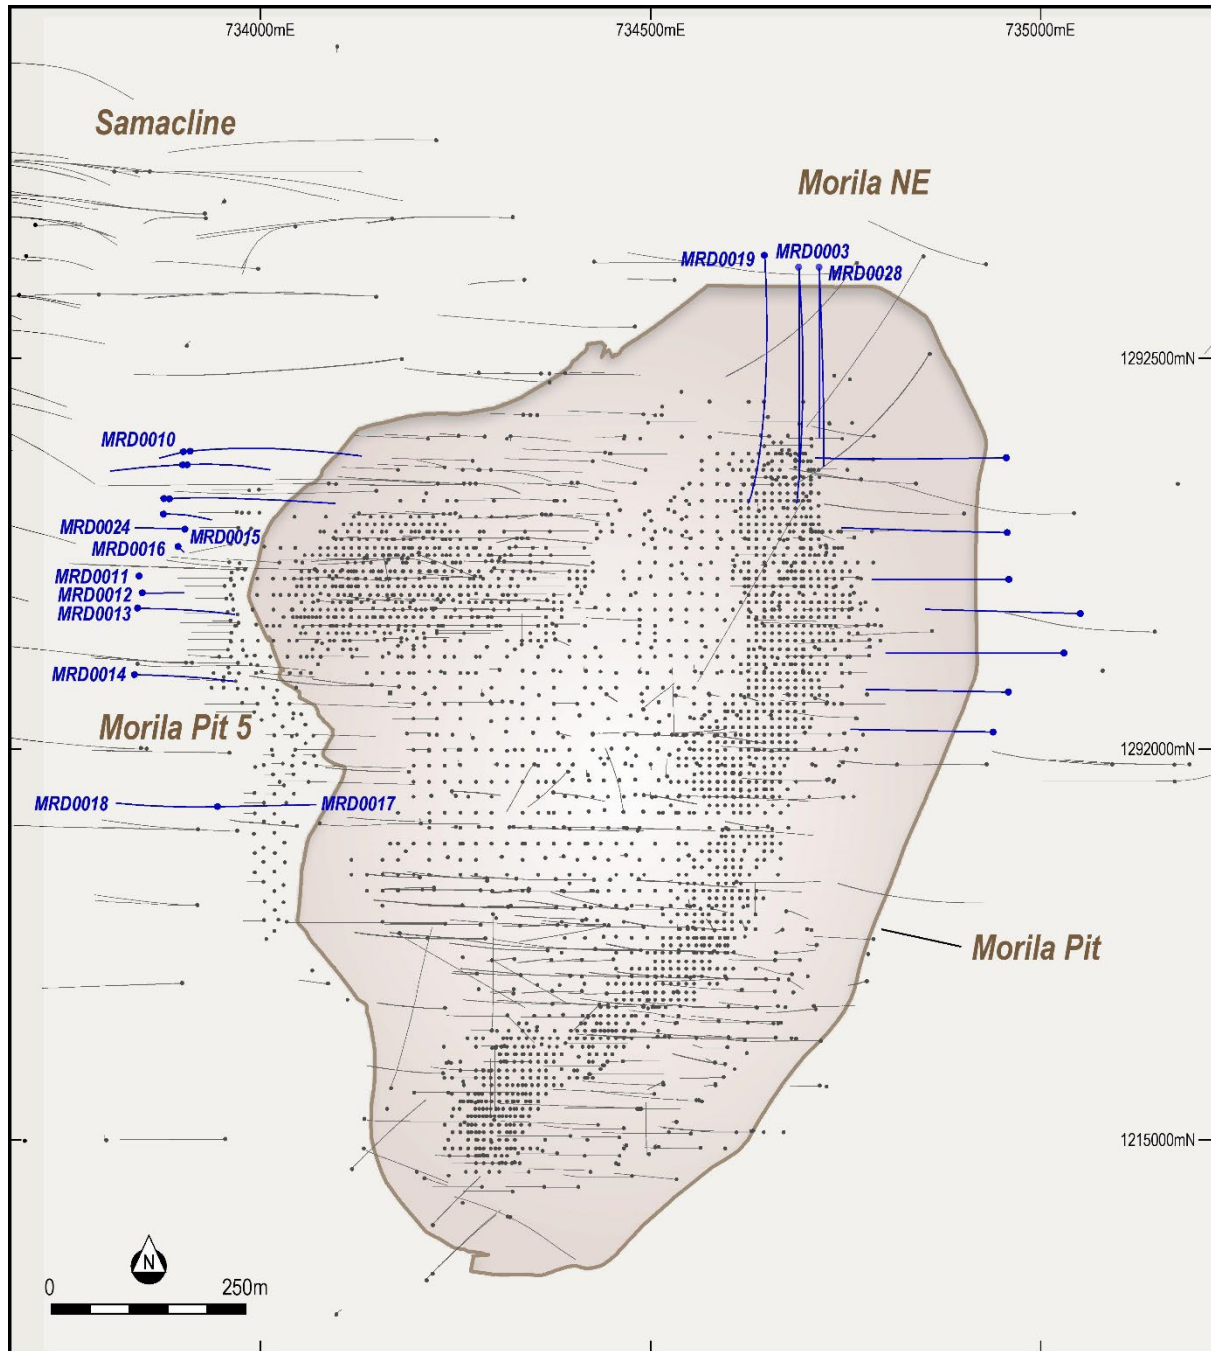 734000mE
734500mE
735000mE
Samacline
Morila NE
MRD0019
MRD0003
MRD0028
1292500mN
MRD0010
MRD0024
MRD0015
MRD0016
MRD0011
MRD0012
MRD0013
MRD0014
Morila Pit 5
1292000mN
MRD0018
MRD0017
Morila Pit
1215000mN
N
0
250m